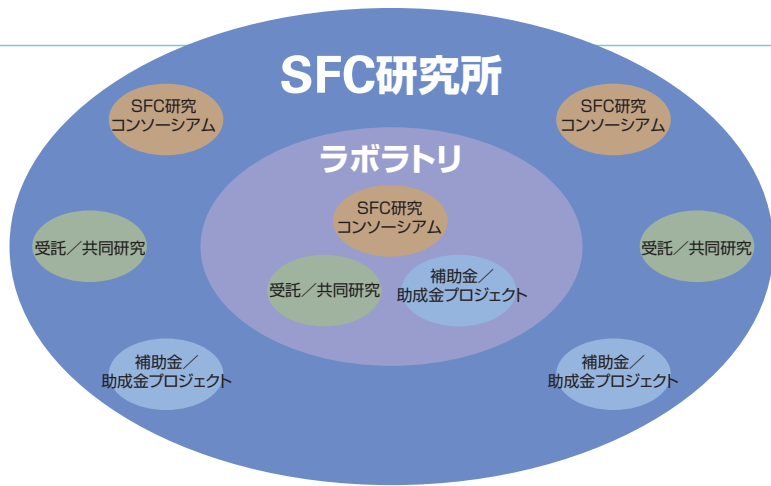 SFC研究所
SFC研究
コンソーシアム
SFC研究
コンソーシアム
ラボラトリ
SFC研究
コンソーシアム
受託／共同研究
受託／共同研究
受託／共同研究
補助金／
助成金プロジェクト
補助金／
助成金プロジェクト
補助金／
助成金プロジェクト